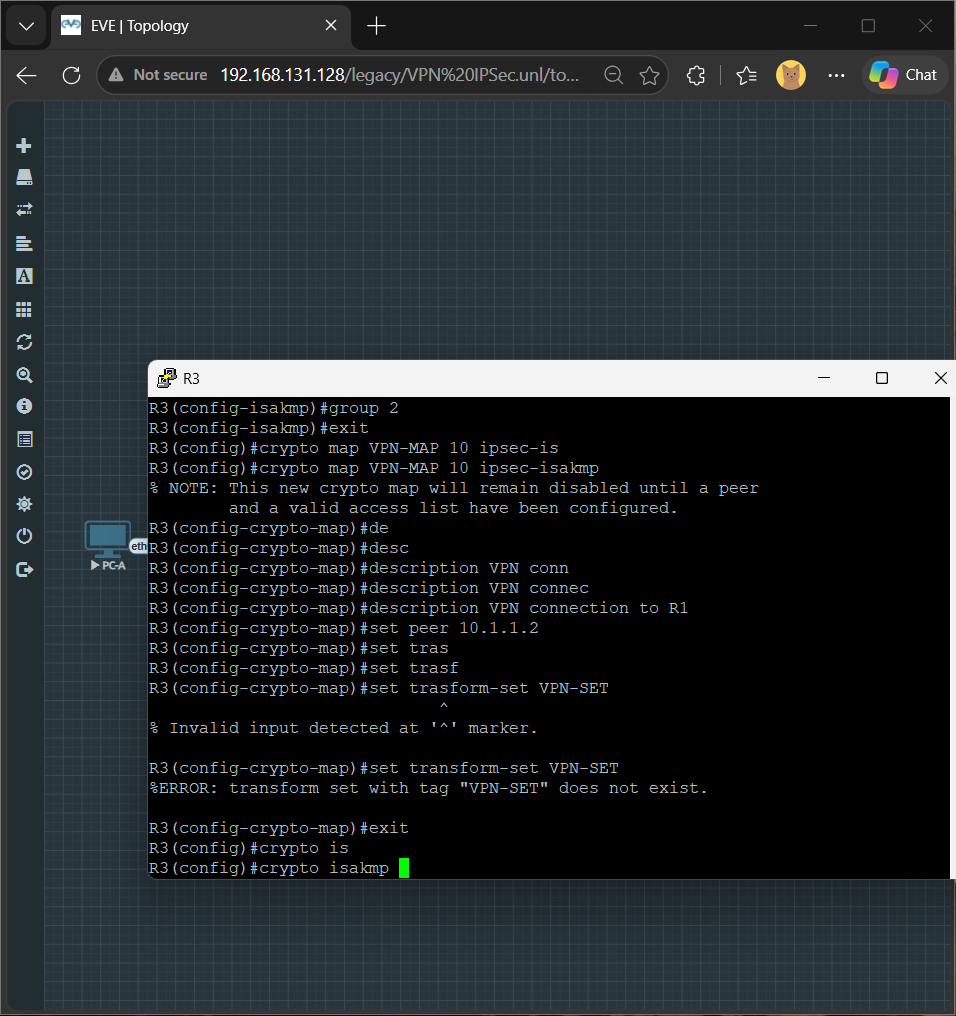 EVE | Topology
Not secure 192.168.131.128/legacy/VPN%20IPSec.unl/to...
Chat
A
R3
R3(config-isakmp)#group 2
R3(config-isakmp)#exit
R3(config)#crypto map VPN-MAP 10 ipsec-is
R3(config)#crypto map VPN-MAP 10 ipsec-isakmp
% NOTE: This new crypto map will remain disabled until a peer
and a valid access list have been configured.
R3(config-crypto-map)#de
R3(config-crypto-map)#desc
R3(config-crypto-map)#description VPN conn
R3(config-crypto-map)#description VPN connec
R3(config-crypto-map)#description VPN connection to R1
R3(config-crypto-map)#set peer 10.1.1.2
R3(config-crypto-map)#set tras
R3(config-crypto-map)#set trasf
R3(config-crypto-map)#set trasform-set VPN-SET
^
% Invalid input detected at '^' marker.
R3(config-crypto-map)#set transform-set VPN-SET
%ERROR: transform set with tag "VPN-SET" does not exist.
R3(config-crypto-map)#exit
R3(config)#crypto is
R3(config)#crypto isakmp
eth
PC-A